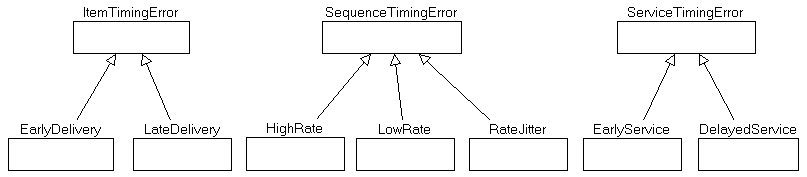 ItemTimingError SequenceTimingError ServiceTimingError
EarlyDelivery LateDelivery HighRate LowRate RateJitter EarlyService DelayedService